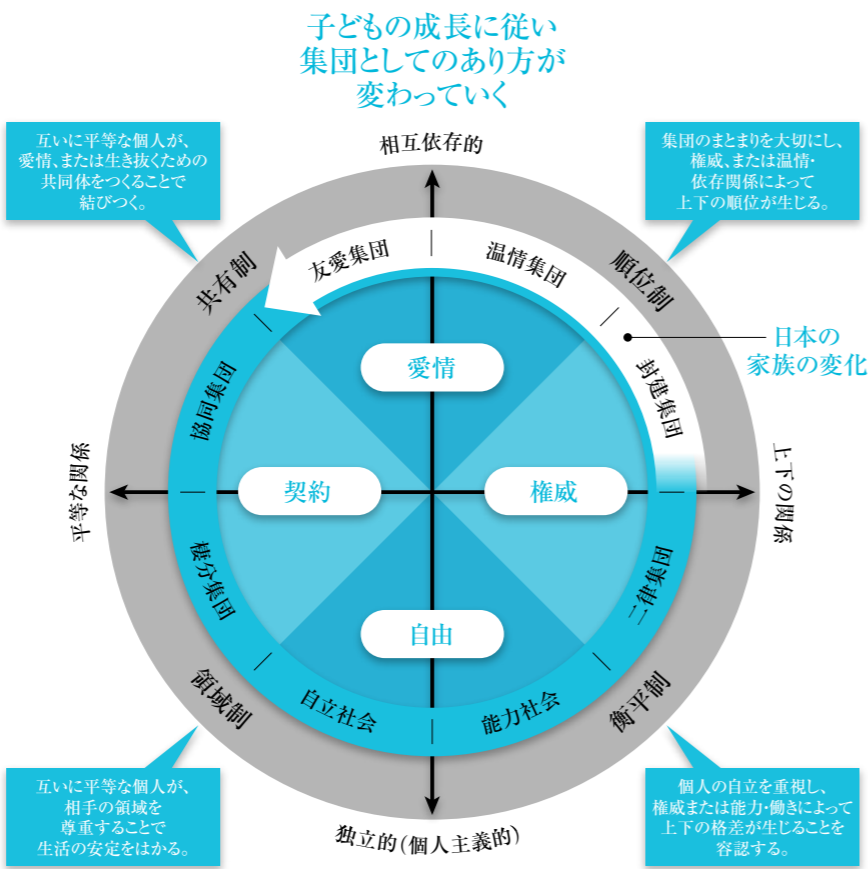 子どもの成長に従い
集団としてのあり方が
変わっていく
互いに平等な個人が、
愛情、または生き抜くための
共同体をつくることで
結びつく。
相互依存的
集団のまとまりを大切にし、
権威、または温情・
依存関係によって
上下の順位が生じる。
共有制
友愛集団
温情集団
順位制
日本の
家族の変化
愛情
協同集団
封建集団
平等な関係
契約
権威
上下の関係
棲分集団
二律集団
自由
領域制
自立社会
能力社会
衡平制
互いに平等な個人が、
相手の領域を
尊重することで
生活の安定をはかる。
独立的(個人主義的)
個人の自立を重視し、
権威または能力・働きによって
上下の格差が生じることを
容認する。